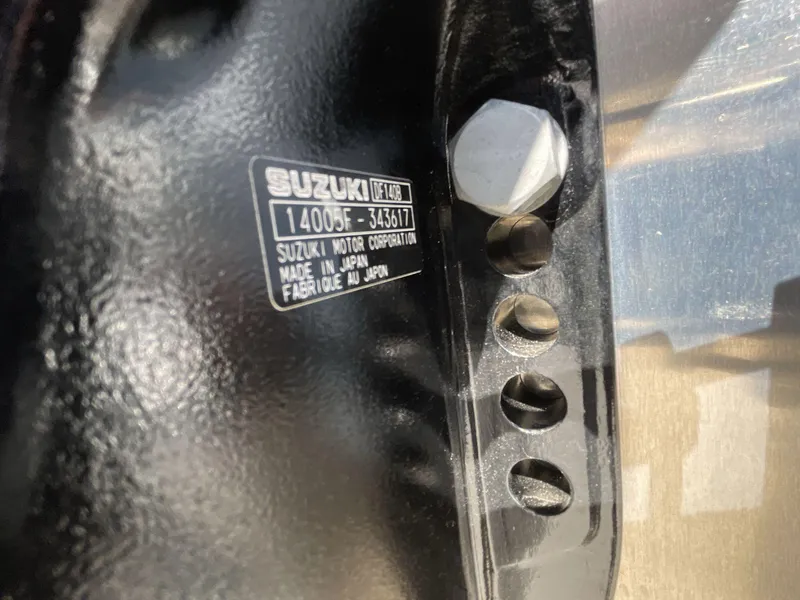 SUZUKI DF140B
14005F-343617
SUZUKI MOTOR CORPORATION
MADE IN JAPAN
FABRIQUE AU JAPON